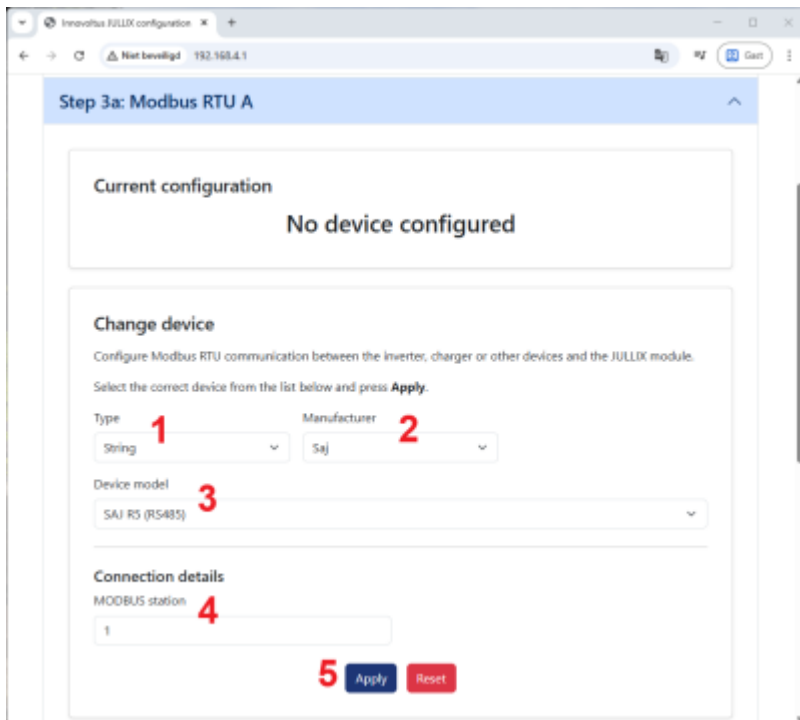 Innovoltus JULLIX configuration
Niet beveiligd 192.168.4.1
Gast
Step 3a: Modbus RTU A
Current configuration
No device configured
Change device
Configure Modbus RTU communication between the inverter, charger or other devices and the JULLIX module.
Select the correct device from the list below and press Apply.
Type 1 Manufacturer 2
String Saj
Device model 3
SAJ R5 (RS485)
Connection details
MODBUS station 4
1
5 Apply Reset